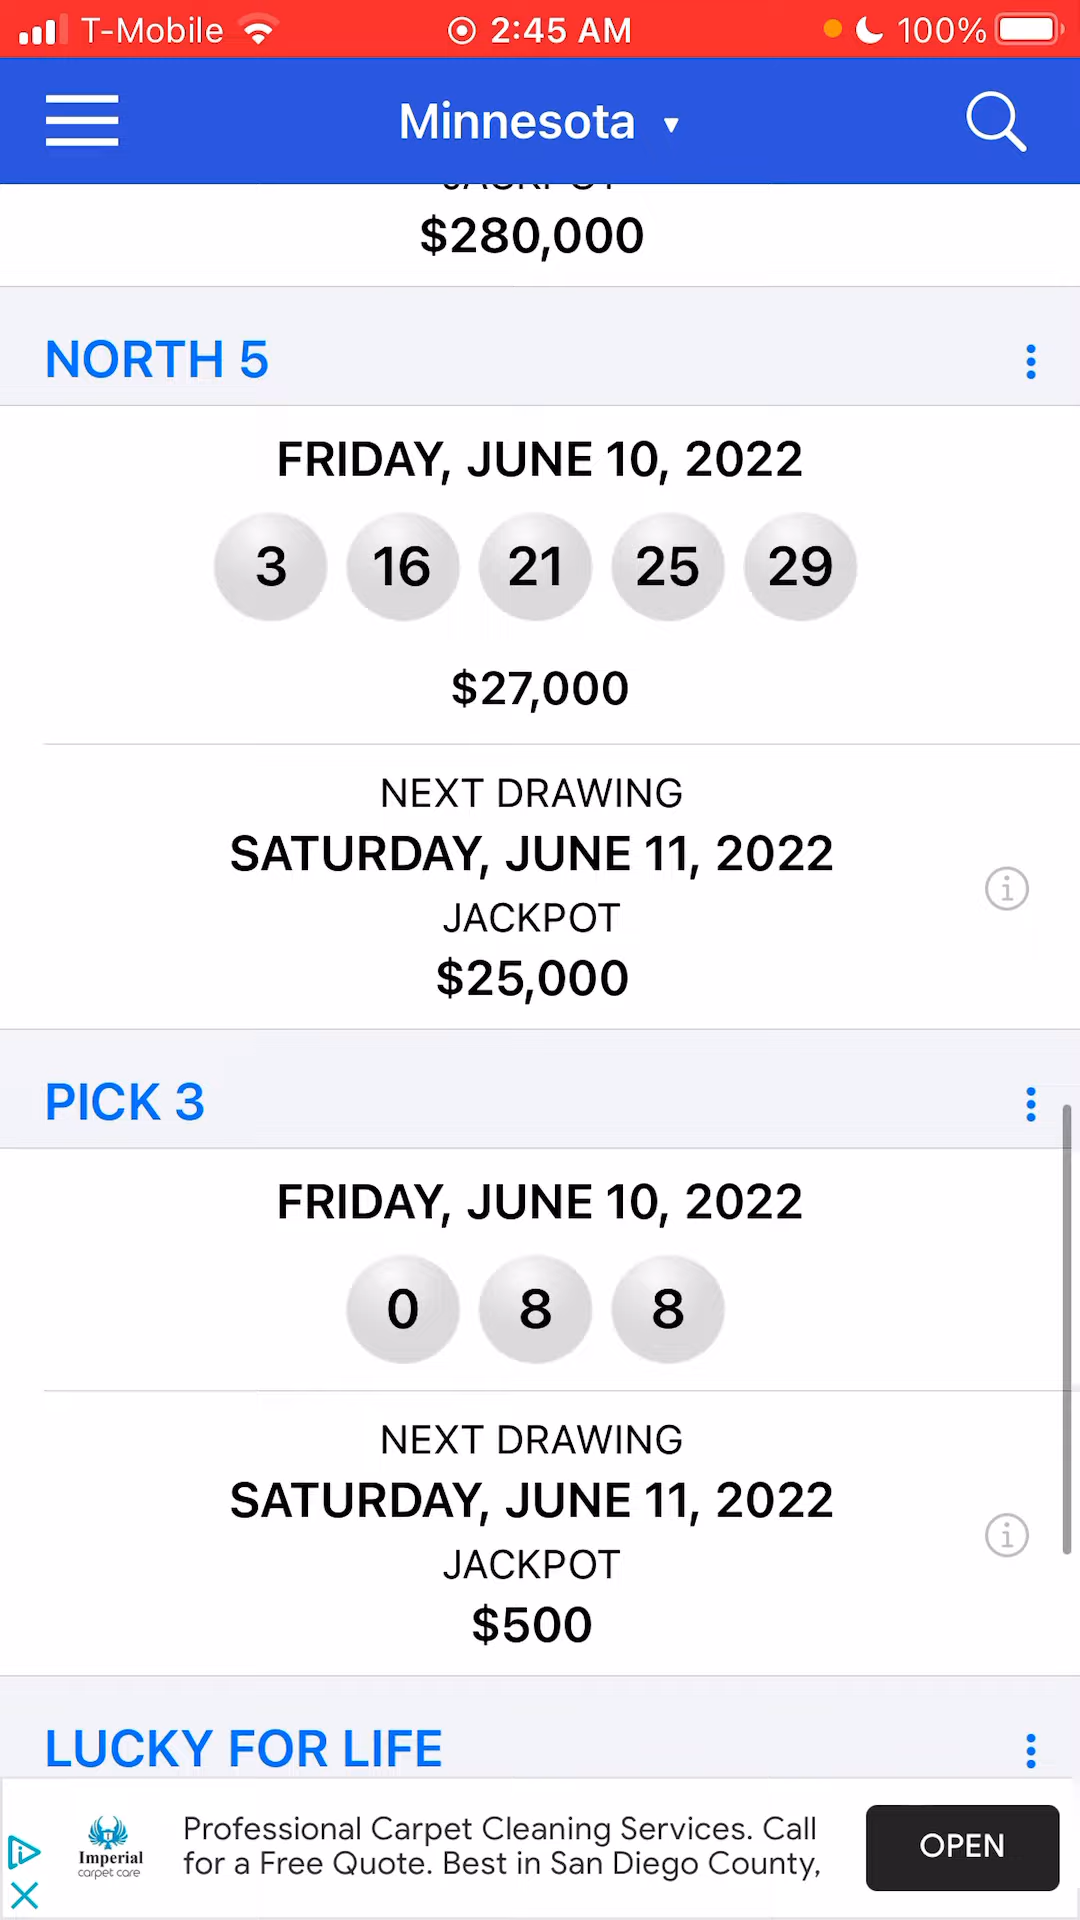 T-Mobile 2:45 AM 100%
Minnesota
JACKPOT
$280,000
NORTH 5
FRIDAY, JUNE 10, 2022
3 16 21 25 29
$27,000
NEXT DRAWING
SATURDAY, JUNE 11, 2022
JACKPOT
$25,000
PICK 3
FRIDAY, JUNE 10, 2022
0 8 8
NEXT DRAWING
SATURDAY, JUNE 11, 2022
JACKPOT
$500
LUCKY FOR LIFE
Professional Carpet Cleaning Services. Call
for a Free Quote. Best in San Diego County,
Imperial
carpet care
OPEN